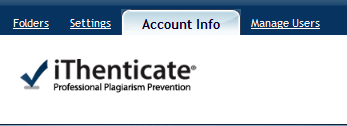 Folders Settings Account Info Manage Users
iThenticate®
Professional Plagiarism Prevention